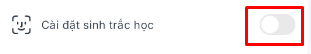 Cài đặt sinh trắc học